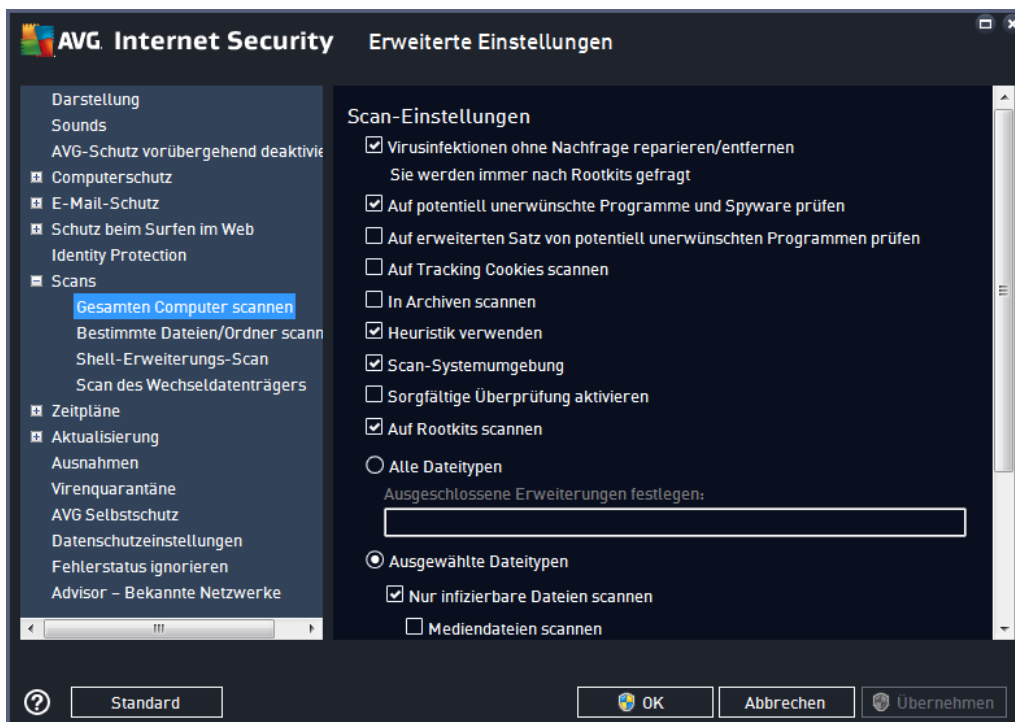 AVG. Internet Security Erweiterte Einstellungen
Darstellung
Sounds
AVG-Schutz vorübergehend deaktivie
Computerschutz
E-Mail-Schutz
Schutz beim Surfen im Web
Identity Protection
Scans
Gesamten Computer scannen
Bestimmte Dateien/Ordner scann
Shell-Erweiterungs-Scan
Scan des Wechseldatenträgers
Zeitpläne
Aktualisierung
Ausnahmen
Virenquarantäne
AVG Selbstschutz
Datenschutzeinstellungen
Fehlerstatus ignorieren
Advisor – Bekannte Netzwerke
Scan-Einstellungen
Virusinfektionen ohne Nachfrage reparieren/entfernen
Sie werden immer nach Rootkits gefragt
Auf potentiell unerwünschte Programme und Spyware prüfen
Auf erweiterten Satz von potentiell unerwünschten Programmen prüfen
Auf Tracking Cookies scannen
In Archiven scannen
Heuristik verwenden
Scan-Systemumgebung
Sorgfältige Überprüfung aktivieren
Auf Rootkits scannen
Alle Dateitypen
Ausgeschlossene Erweiterungen festlegen:
Ausgewählte Dateitypen
Nur infizierbare Dateien scannen
Mediendateien scannen
? Standard OK Abbrechen Übernehmen